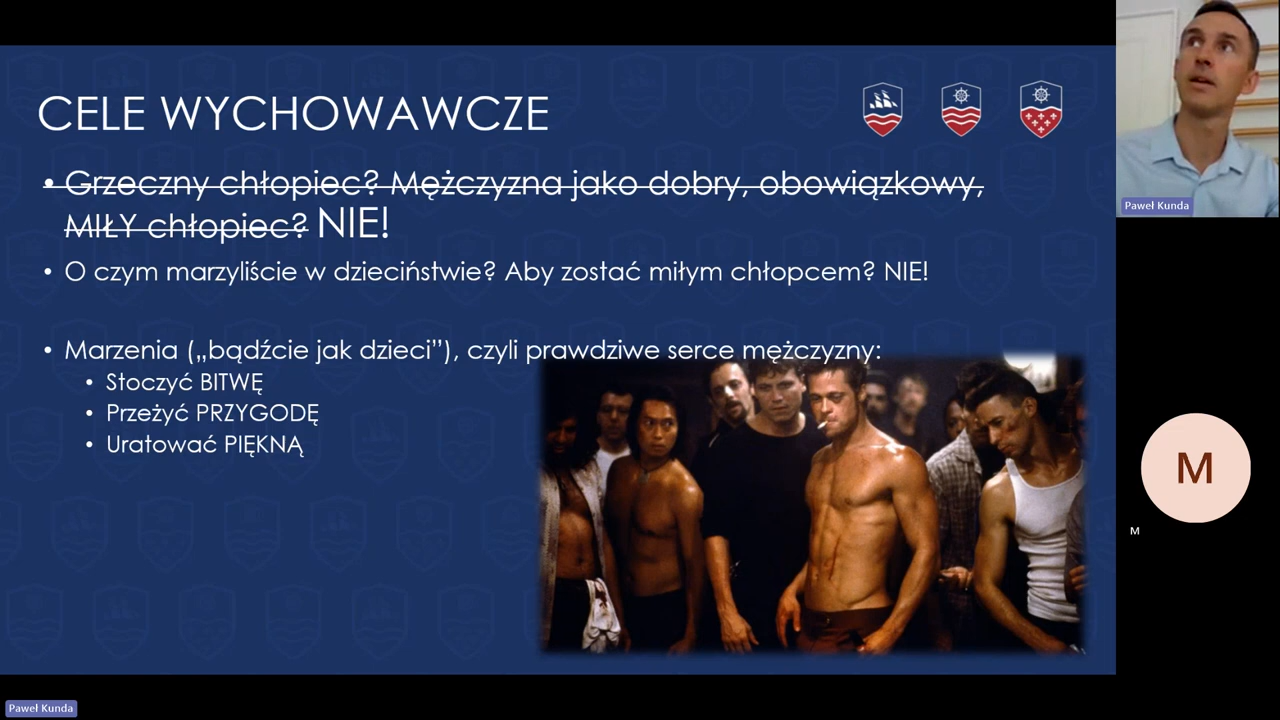 CELE WYCHOWAWCZE
• Grzeczny chłopiec? Mężczyzna jako dobry, obowiązkowy,
MIŁY chłopiec? NIE!
• O czym marzyliście w dzieciństwie? Aby zostać miłym chłopcem? NIE!
• Marzenia („bądźcie jak dzieci”), czyli prawdziwe serce mężczyzny:
• Stoczyć BITWĘ
• Przeżyć PRZYGODĘ
• Uratować PIĘKNĄ
Paweł Kunda
M
M
Paweł Kunda